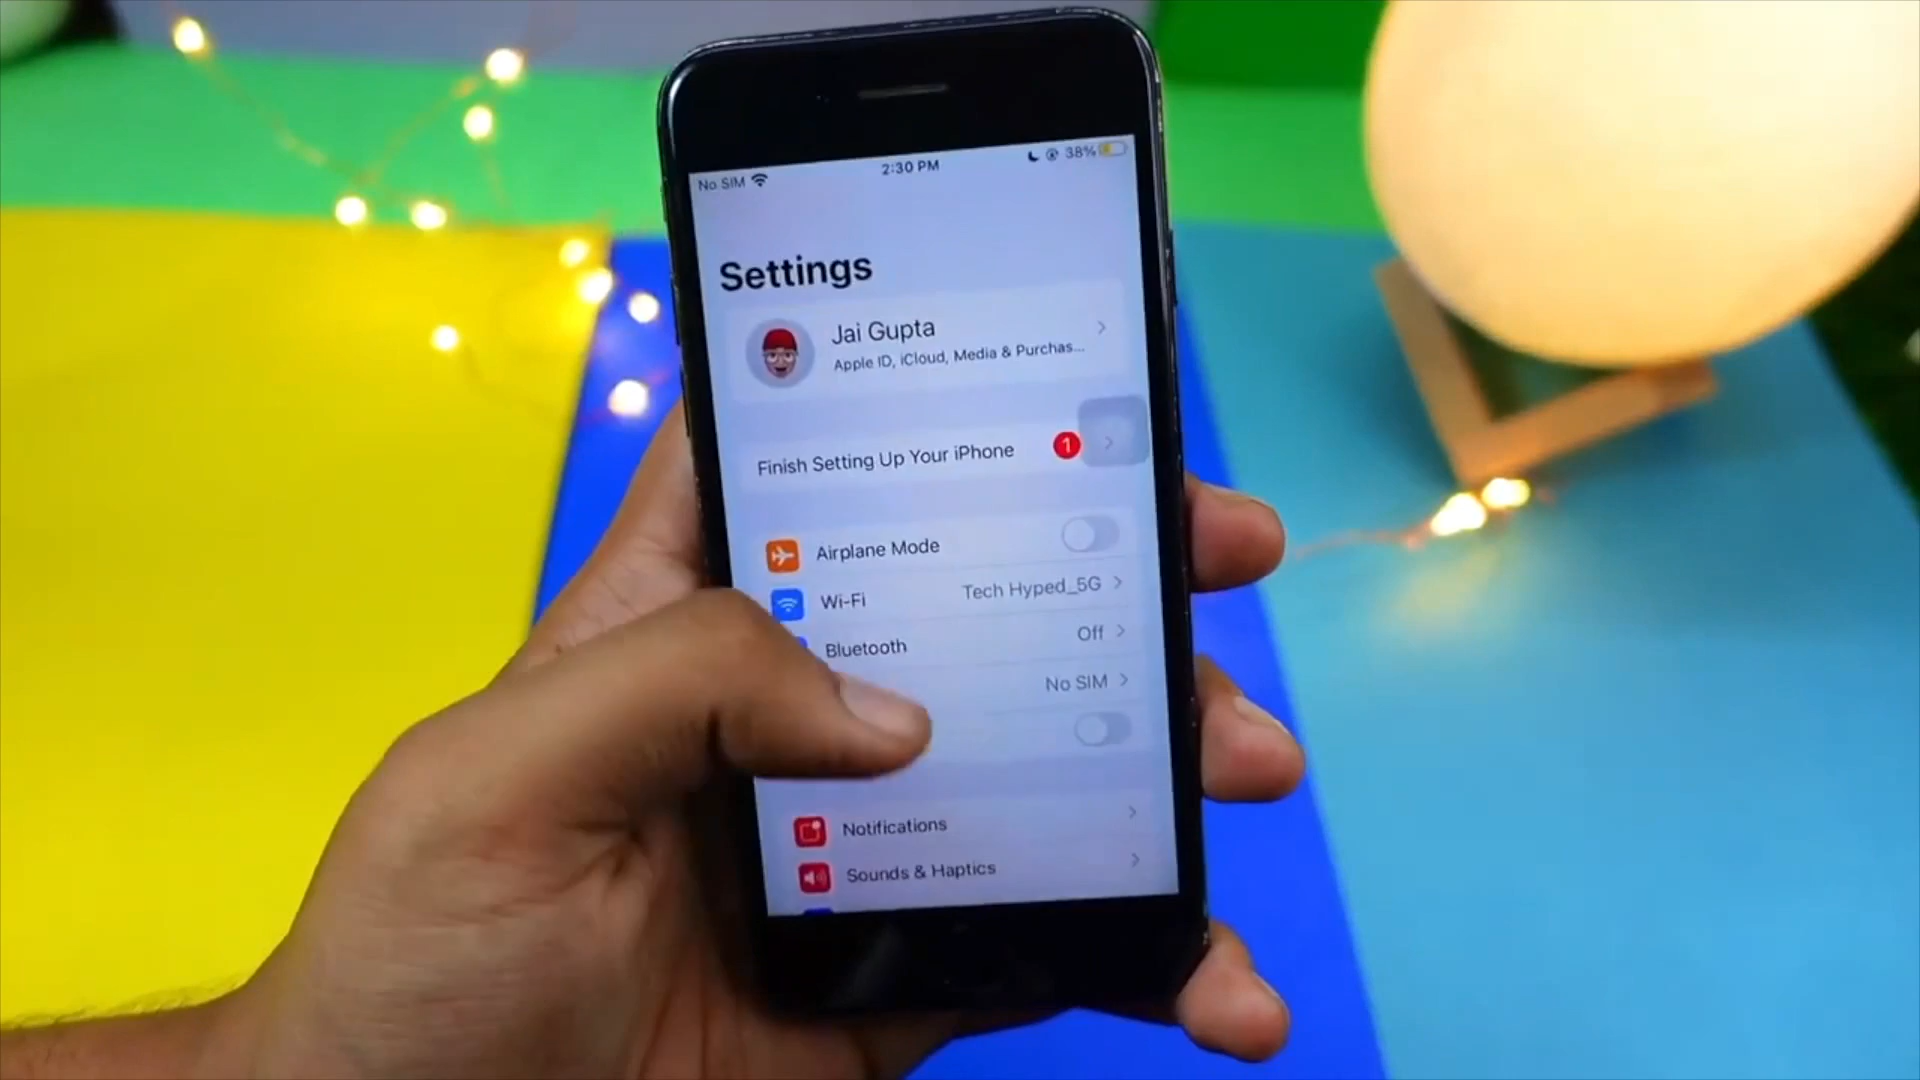 No SIM 2:30 PM 38%
Settings
Jai Gupta
Apple ID, iCloud, Media & Purchas...
Finish Setting Up Your iPhone 1
Airplane Mode
Wi-Fi Tech Hyped_5G
Bluetooth Off
No SIM
Notifications
Sounds & Haptics